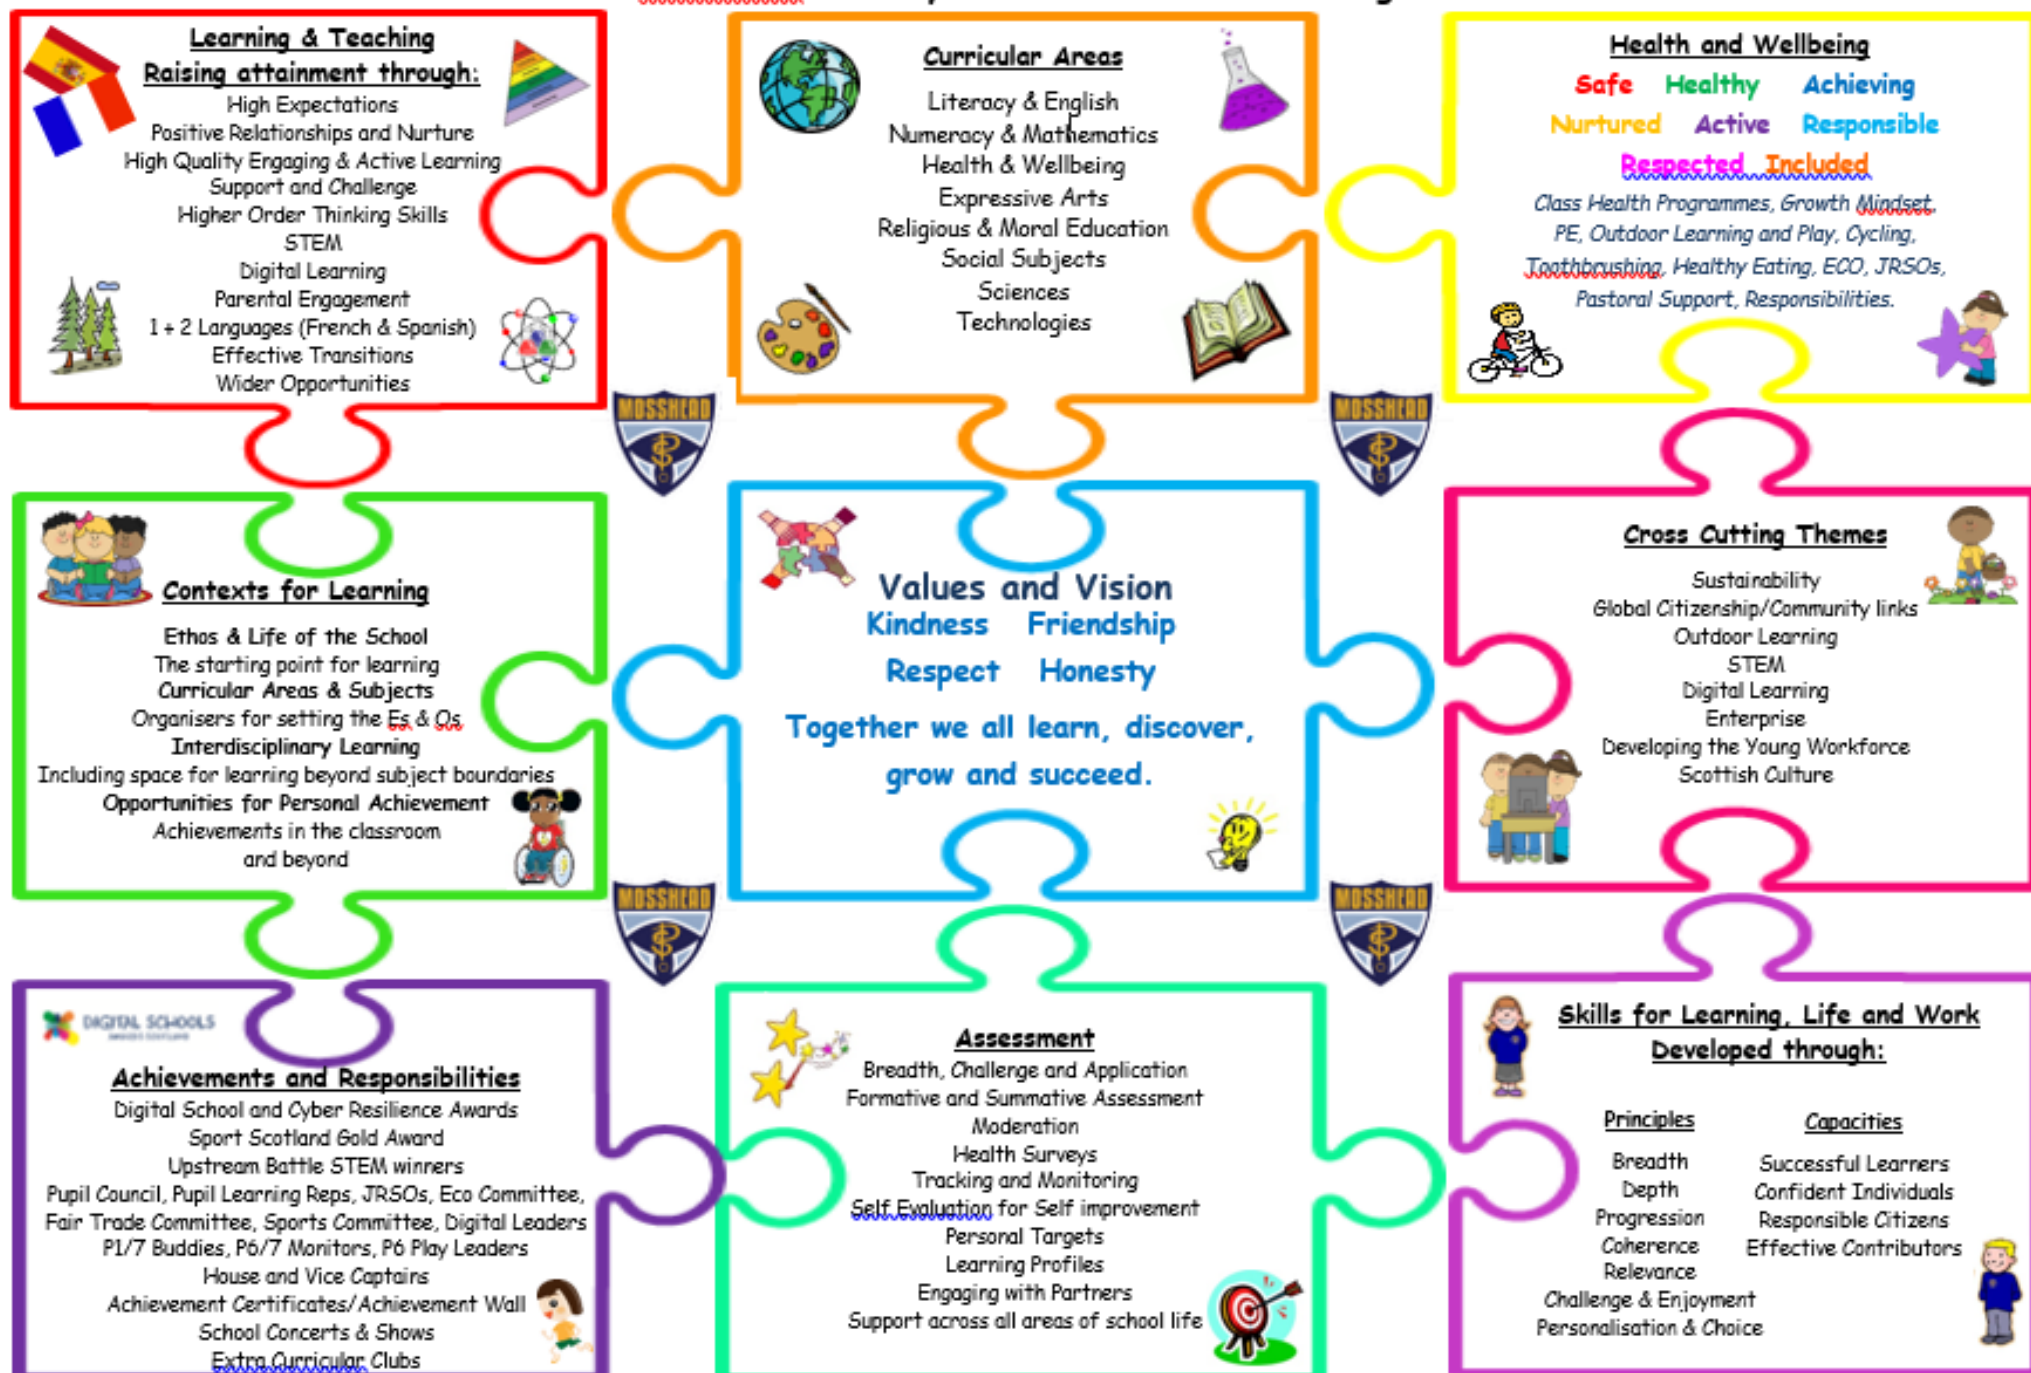 Learning & Teaching
Raising attainment through:
High Expectations
Positive Relationships and Nurture
High Quality Engaging & Active Learning
Support and Challenge
Higher Order Thinking Skills
STEM
Digital Learning
Parental Engagement
1 + 2 Languages (French & Spanish)
Effective Transitions
Wider Opportunities
Curricular Areas
Literacy & English
Numeracy & Mathematics
Health & Wellbeing
Expressive Arts
Religious & Moral Education
Social Subjects
Sciences
Technologies
Health and Wellbeing
Safe Healthy Achieving
Nurtured Active Responsible
Respected Included
Class Health Programmes, Growth Mindset,
PE, Outdoor Learning and Play, Cycling,
Toothbrushing, Healthy Eating, ECO, JRSOs,
Pastoral Support, Responsibilities.
MOSSHEAD
MOSSHEAD
Contexts for Learning
Ethos & Life of the School
The starting point for learning
Curricular Areas & Subjects
Organisers for setting the Es & Os
Interdisciplinary Learning
Including space for learning beyond subject boundaries
Opportunities for Personal Achievement
Achievements in the classroom
and beyond
Values and Vision
Kindness Friendship
Respect Honesty
Together we all learn, discover,
grow and succeed.
Cross Cutting Themes
Sustainability
Global Citizenship/Community links
Outdoor Learning
STEM
Digital Learning
Enterprise
Developing the Young Workforce
Scottish Culture
MOSSHEAD
MOSSHEAD
DIGITAL SCHOOLS
Achievements and Responsibilities
Digital School and Cyber Resilience Awards
Sport Scotland Gold Award
Upstream Battle STEM winners
Pupil Council, Pupil Learning Reps, JRSOs, Eco Committee,
Fair Trade Committee, Sports Committee, Digital Leaders
P1/7 Buddies, P6/7 Monitors, P6 Play Leaders
House and Vice Captains
Achievement Certificates/Achievement Wall
School Concerts & Shows
Extra Curricular Clubs
Assessment
Breadth, Challenge and Application
Formative and Summative Assessment
Moderation
Health Surveys
Tracking and Monitoring
Self Evaluation for Self improvement
Personal Targets
Learning Profiles
Engaging with Partners
Support across all areas of school life
Skills for Learning, Life and Work
Developed through:
Principles
Breadth
Depth
Progression
Coherence
Relevance
Challenge & Enjoyment
Personalisation & Choice
Capacities
Successful Learners
Confident Individuals
Responsible Citizens
Effective Contributors